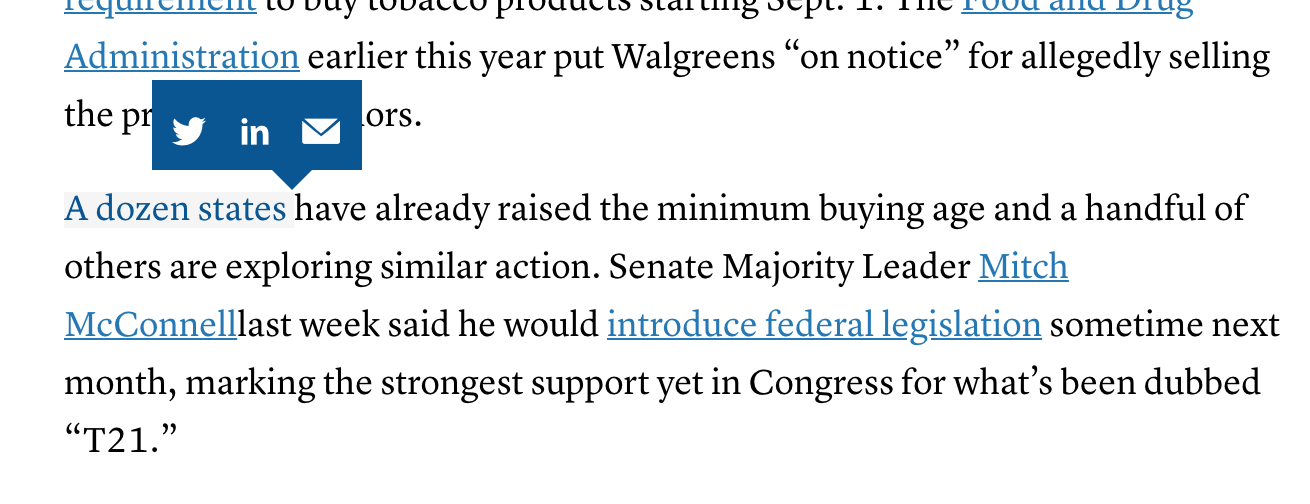 requirement to buy tobacco products starting Sept. 1. The Food and Drug
Administration earlier this year put Walgreens “on notice” for allegedly selling
the
in
A dozen states have already raised the minimum buying age and a handful of
others are exploring similar action. Senate Majority Leader Mitch
McConnelllast week said he would introduce federal legislation sometime next
month, marking the strongest support yet in Congress for what’s been dubbed
“T21.”